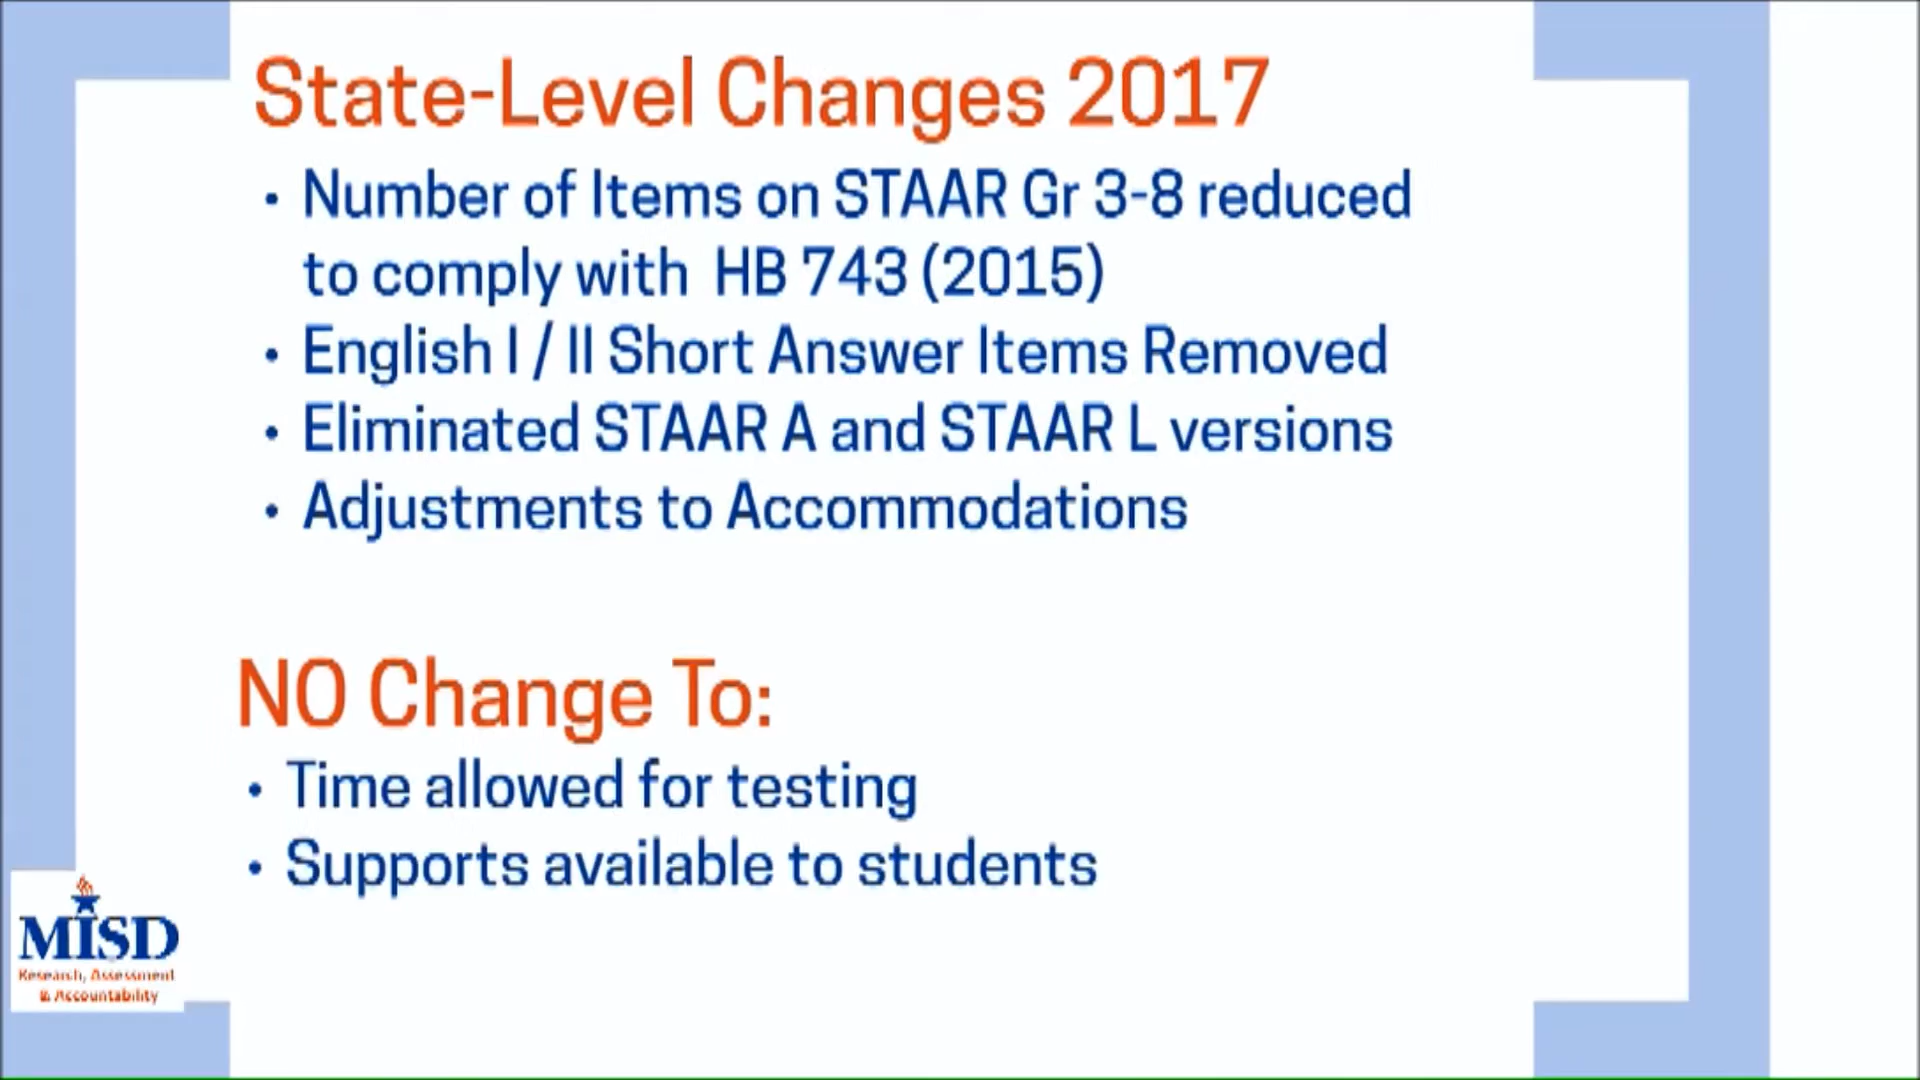 State-Level Changes 2017
• Number of Items on STAAR Gr 3-8 reduced
to comply with HB 743 (2015)
• English I / II Short Answer Items Removed
• Eliminated STAAR A and STAAR L versions
• Adjustments to Accommodations
NO Change To:
• Time allowed for testing
• Supports available to students
MISD
Research, Assessment
& Accountability